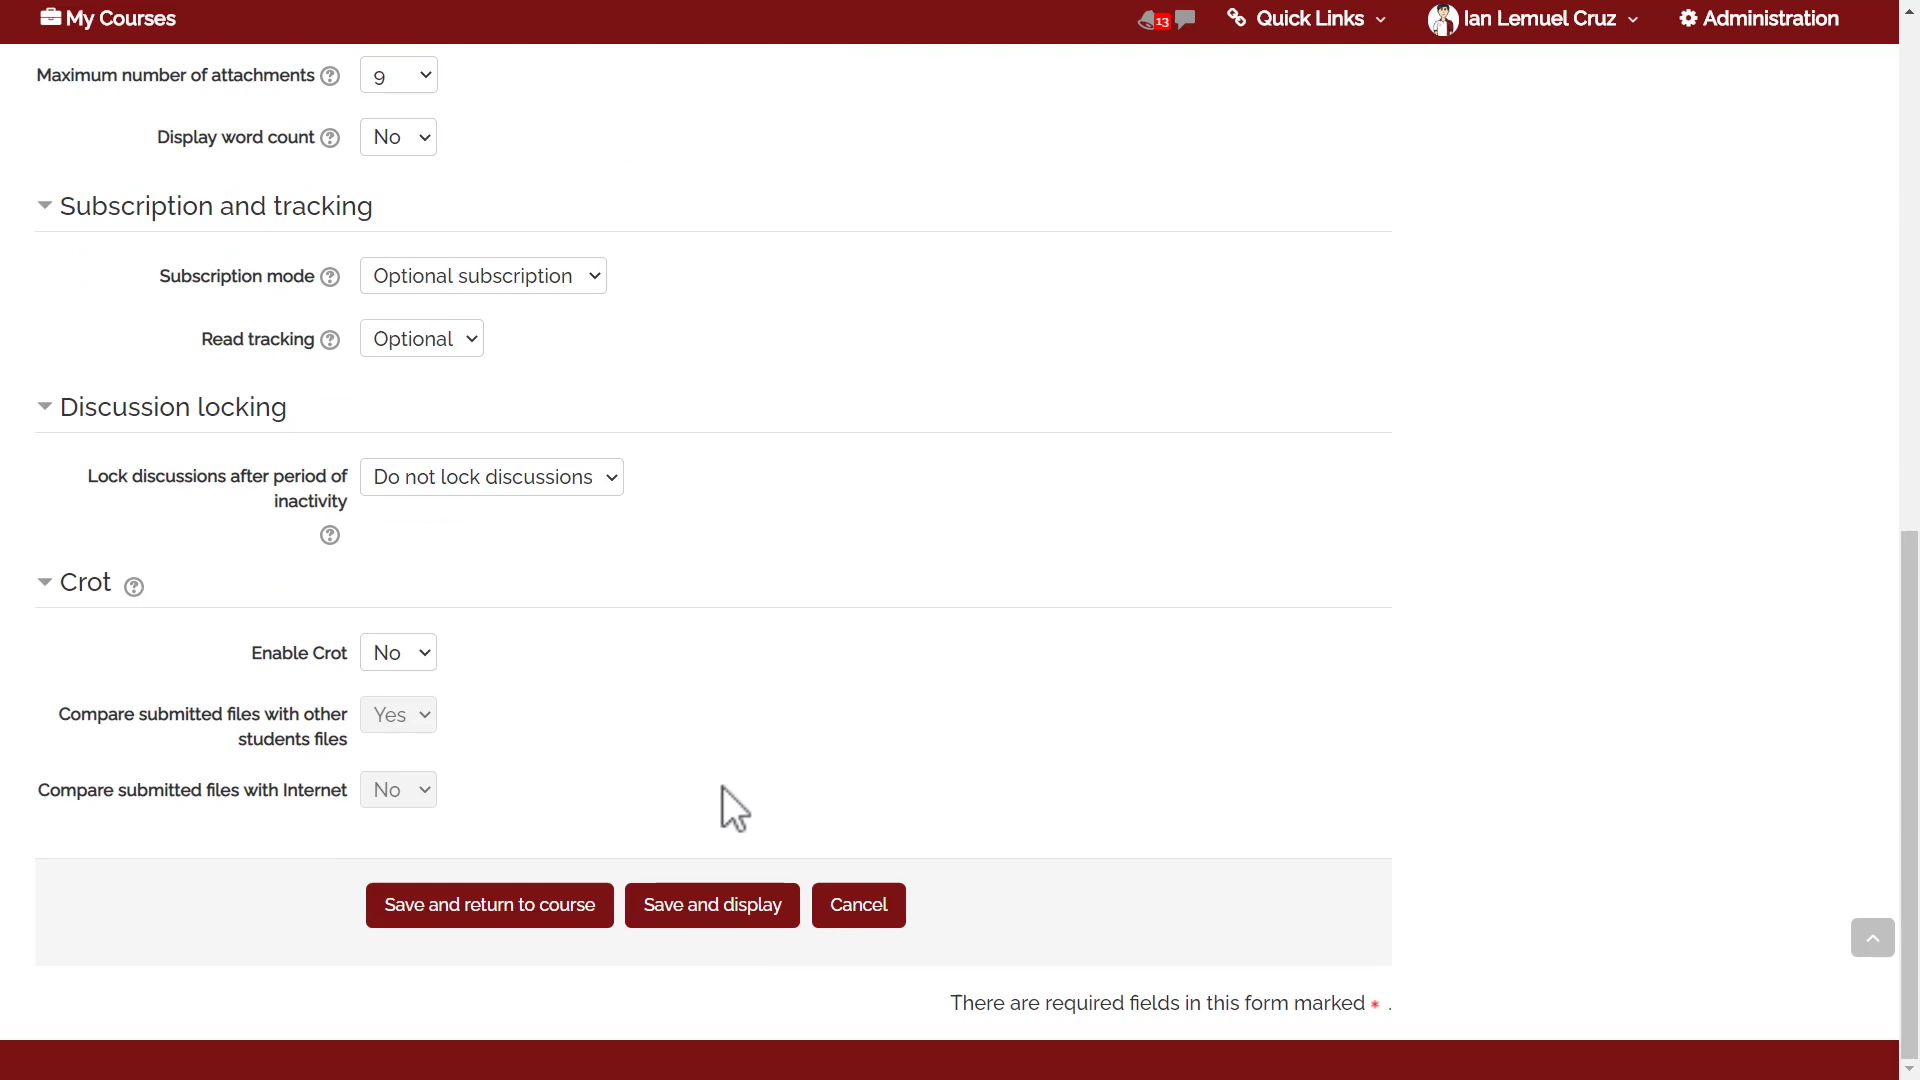 My Courses
13
Quick Links
Ian Lemuel Cruz
Administration
Maximum number of attachments
9
Display word count
No
Subscription and tracking
Subscription mode
Optional subscription
Read tracking
Optional
Discussion locking
Lock discussions after period of
inactivity
Do not lock discussions
Crot
Enable Crot
No
Compare submitted files with other
students files
Yes
Compare submitted files with Internet
No
Save and return to course
Save and display
Cancel
There are required fields in this form marked * .